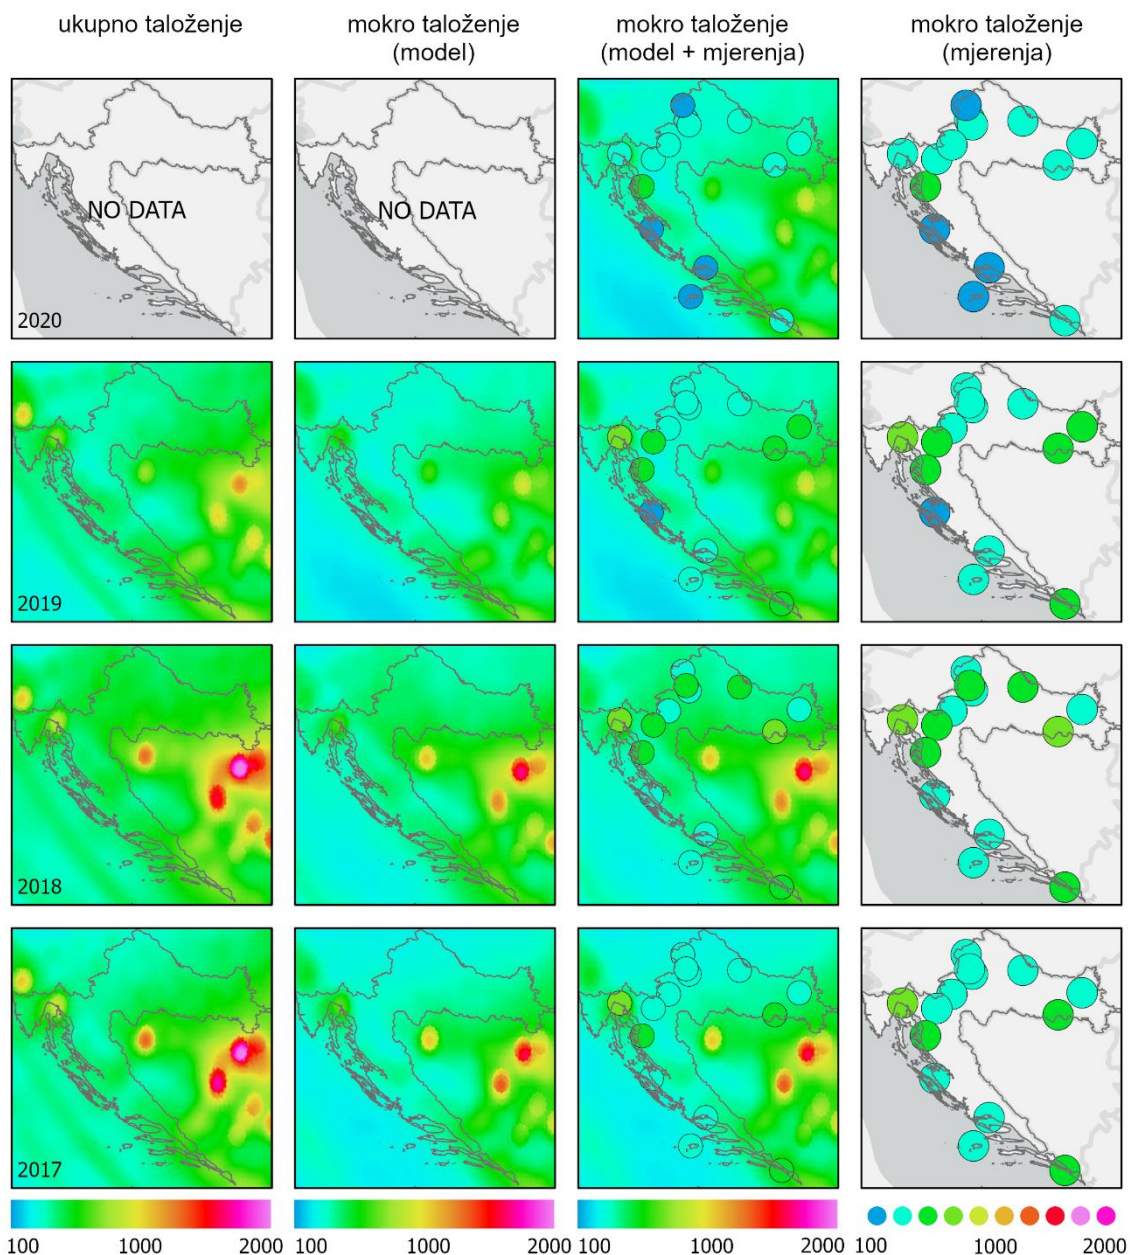 ukupno taloženje
mokro taloženje
(model)
mokro taloženje
(model + mjerenja)
mokro taloženje
(mjerenja)
NO DATA
2020
NO DATA
2019
2018
2017
100 1000 2000
100 1000 2000
100 1000 2000
100 1000 2000